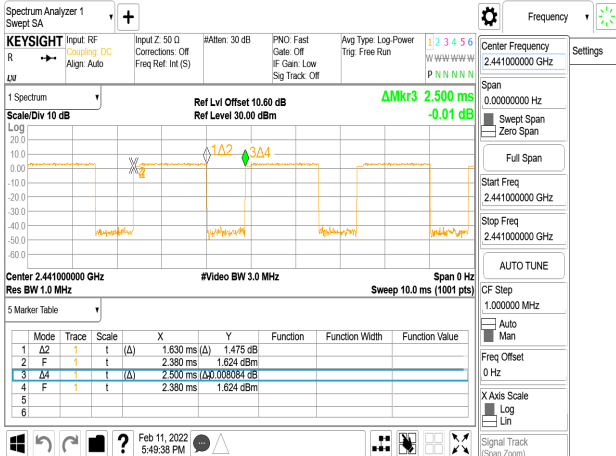 Spectrum Analyzer 1
Swept SA
Frequency
KEYSIGHT
R
Input: RF
Coupling: DC
Align: Auto
Input Z: 50 Ω
Corrections: Off
Freq Ref: Int (S)
#Atten: 30 dB
PNO: Fast
Gate: Off
IF Gain: Low
Sig Track: Off
Avg Type: Log-Power
Trig: Free Run
1 2 3 4 5 6
W W W W W W
P N N N N N
Center Frequency
2.441000000 GHz
Settings
Span
0.00000000 Hz
Swept Span
Zero Span
Full Span
Start Freq
2.441000000 GHz
Stop Freq
2.441000000 GHz
AUTO TUNE
CF Step
1.000000 MHz
Auto
Man
Freq Offset
0 Hz
X Axis Scale
Log
Lin
Signal Track
(Span Zoom)
1 Spectrum
Scale/Div 10 dB
Ref Lvl Offset 10.60 dB
Ref Level 30.00 dBm
ΔMkr3 2.500 ms
-0.01 dB
Log
20.0
10.0
0.00
-10.0
-20.0
-30.0
-40.0
-50.0
-60.0
1Δ2
3Δ4
Center 2.441000000 GHz
Res BW 1.0 MHz
#Video BW 3.0 MHz
Span 0 Hz
Sweep 10.0 ms (1001 pts)
5 Marker Table
Mode Trace Scale X Y Function Function Width Function Value
1 Δ2 1 t (Δ) 1.630 ms (Δ) 1.475 dB
2 F 1 t 2.380 ms 1.624 dBm
3 Δ4 1 t (Δ) 2.500 ms (Δ) 0.008084 dB
4 F 1 t 2.380 ms 1.624 dBm
5
6
?
Feb 11, 2022
5:49:38 PM